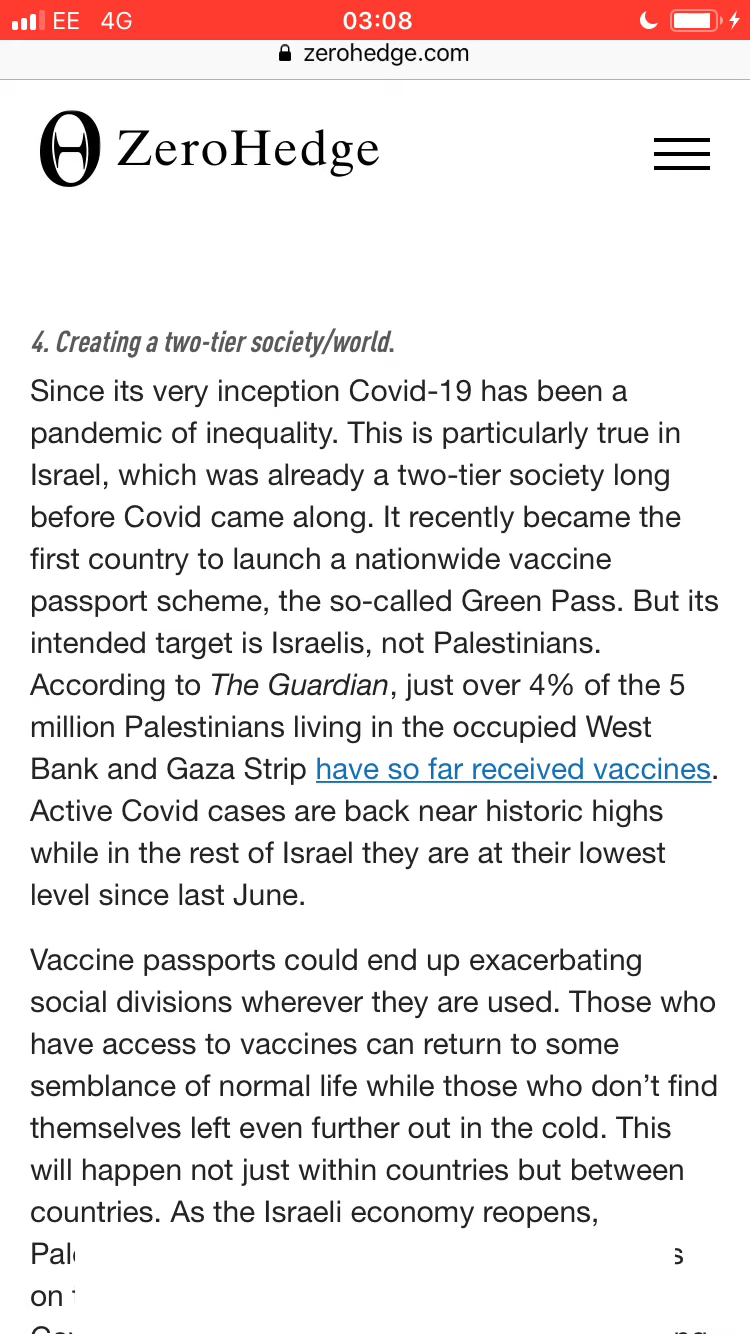 EE 4G 03:08
zerohedge.com
ZeroHedge
4. Creating a two-tier society/world.
Since its very inception Covid-19 has been a
pandemic of inequality. This is particularly true in
Israel, which was already a two-tier society long
before Covid came along. It recently became the
first country to launch a nationwide vaccine
passport scheme, the so-called Green Pass. But its
intended target is Israelis, not Palestinians.
According to The Guardian, just over 4% of the 5
million Palestinians living in the occupied West
Bank and Gaza Strip have so far received vaccines.
Active Covid cases are back near historic highs
while in the rest of Israel they are at their lowest
level since last June.
Vaccine passports could end up exacerbating
social divisions wherever they are used. Those who
have access to vaccines can return to some
semblance of normal life while those who don’t find
themselves left even further out in the cold. This
will happen not just within countries but between
countries. As the Israeli economy reopens,
on